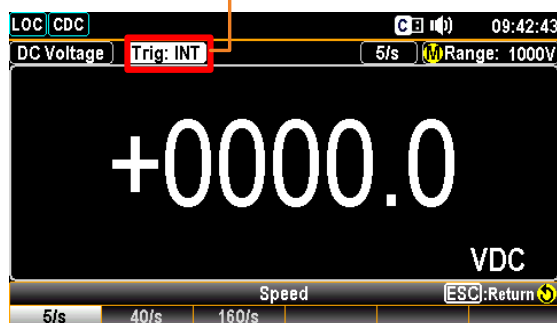 LOC CDC C 09:42:43
DC Voltage Trig: INT 5/s M Range: 1000V
+0000.0
VDC
Speed ESC:Return
5/s 40/s 160/s